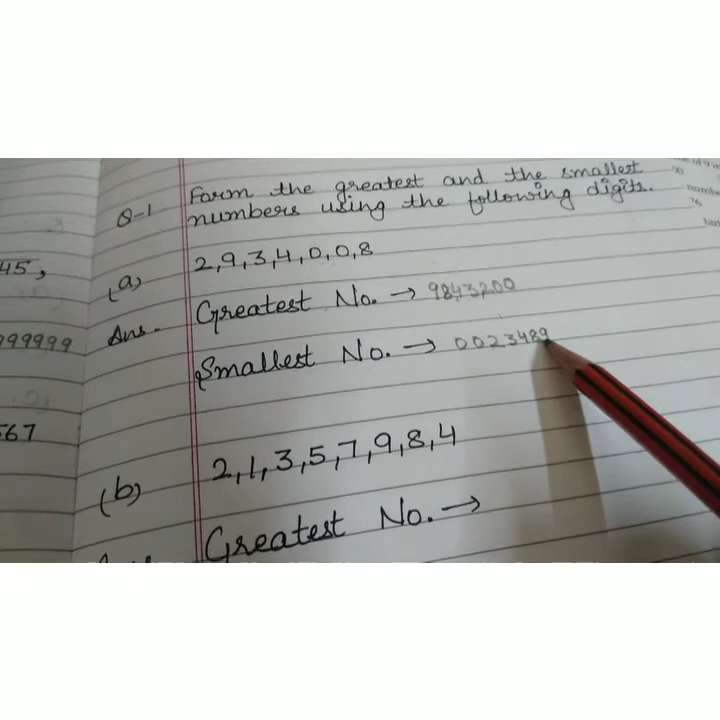 Q-1 Form the greatest and the smallest
numbers using the following digits.
45,
(a) 2,9,3,4,0,0,8
Ans. Greatest No. → 9843200
999999
Smallest No. → 0023489
567
(b) 2,1,3,5,7,9,8,4
Greatest No. →